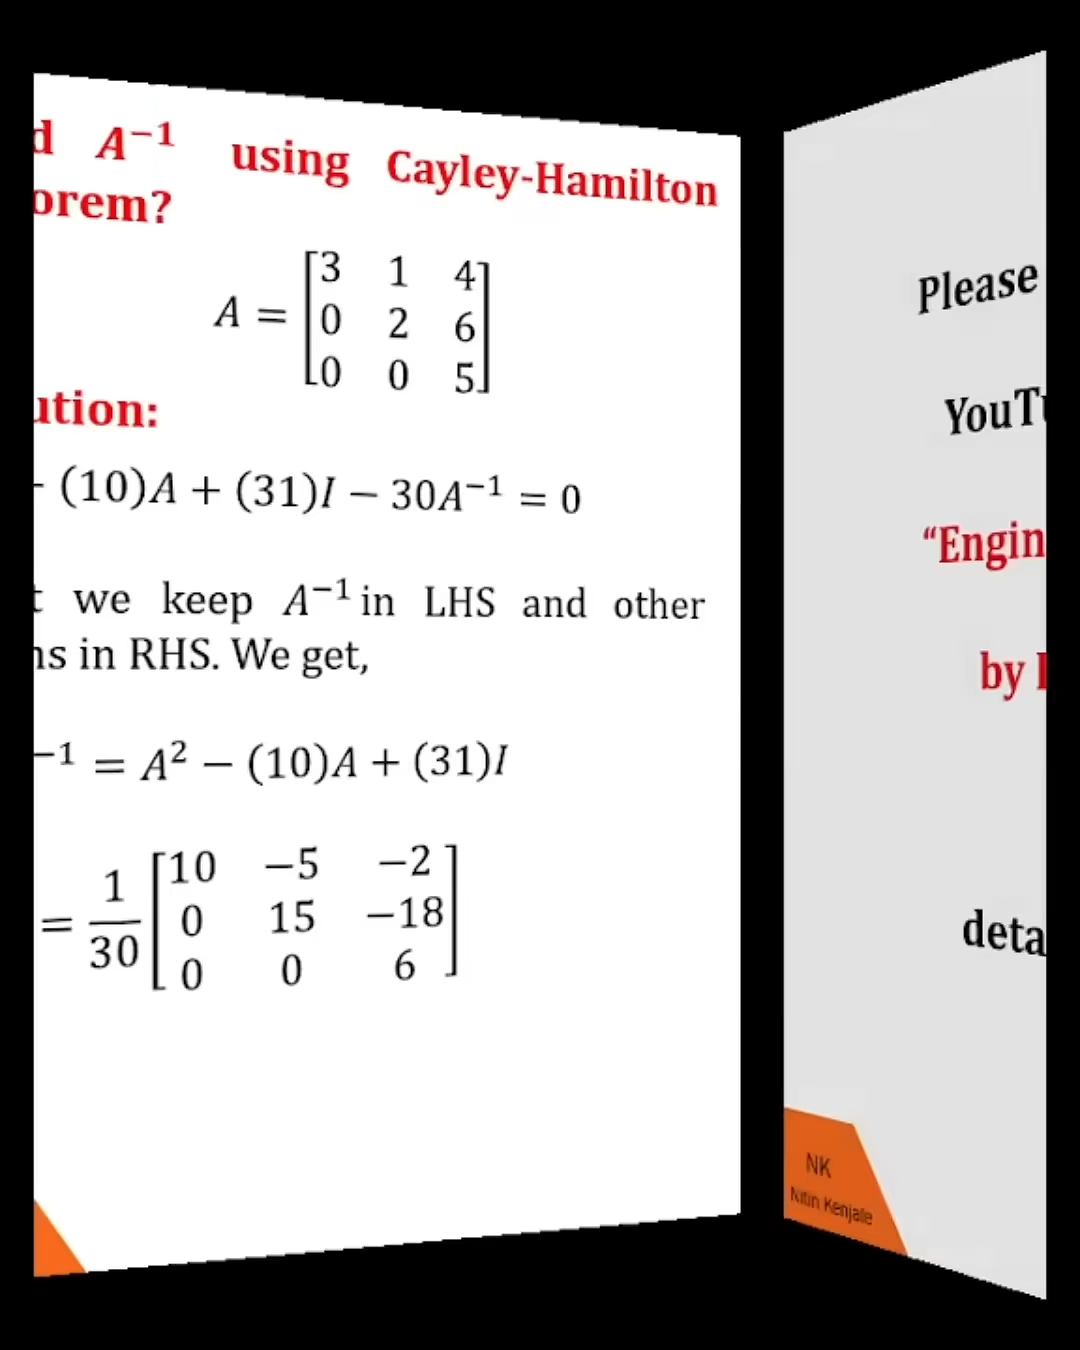 d A⁻¹ using Cayley-Hamilton
orem?
A = [3 1 4
0 2 6
0 0 5]
ution:
- (10)A + (31)I − 30A⁻¹ = 0
t we keep A⁻¹ in LHS and other
ns in RHS. We get,
⁻¹ = A² − (10)A + (31)I
= 1/30 [10 −5 −2
0 15 −18
0 0 6]
Please
YouTu
“Engin
by
deta
NK
Nitin Kenjale